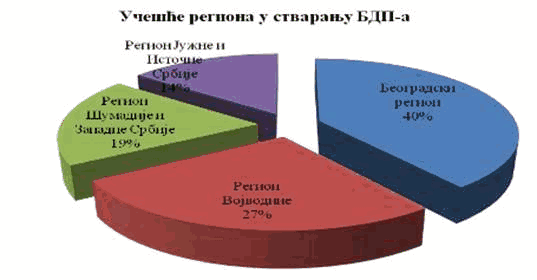 Учешће региона у стварању БДП-а
Регион Јужне и
Источне
Србије
14%
Београдски
регион
40%
Регион
Шумадије и
Западне Србије
19%
Регион
Војводине
27%